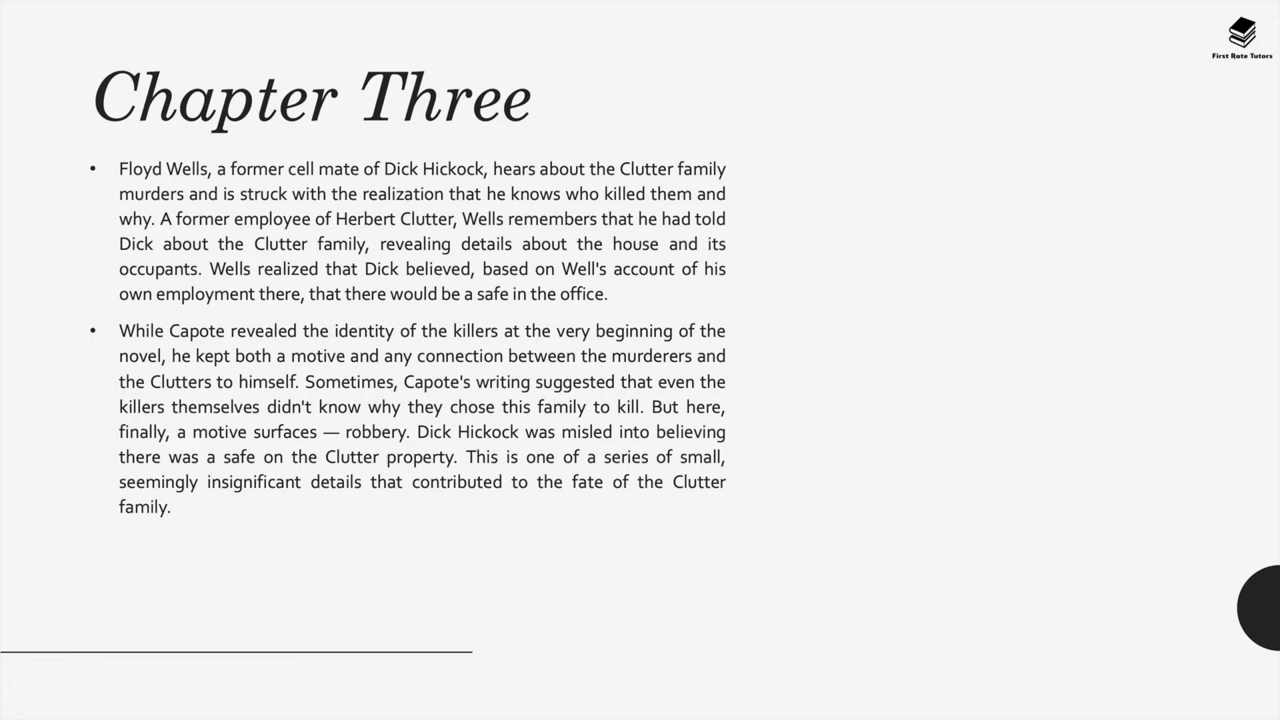 First Rate Tutors
Chapter Three
• Floyd Wells, a former cell mate of Dick Hickock, hears about the Clutter family
murders and is struck with the realization that he knows who killed them and
why. A former employee of Herbert Clutter, Wells remembers that he had told
Dick about the Clutter family, revealing details about the house and its
occupants. Wells realized that Dick believed, based on Well's account of his
own employment there, that there would be a safe in the office.
• While Capote revealed the identity of the killers at the very beginning of the
novel, he kept both a motive and any connection between the murderers and
the Clutters to himself. Sometimes, Capote's writing suggested that even the
killers themselves didn't know why they chose this family to kill. But here,
finally, a motive surfaces — robbery. Dick Hickock was misled into believing
there was a safe on the Clutter property. This is one of a series of small,
seemingly insignificant details that contributed to the fate of the Clutter
family.